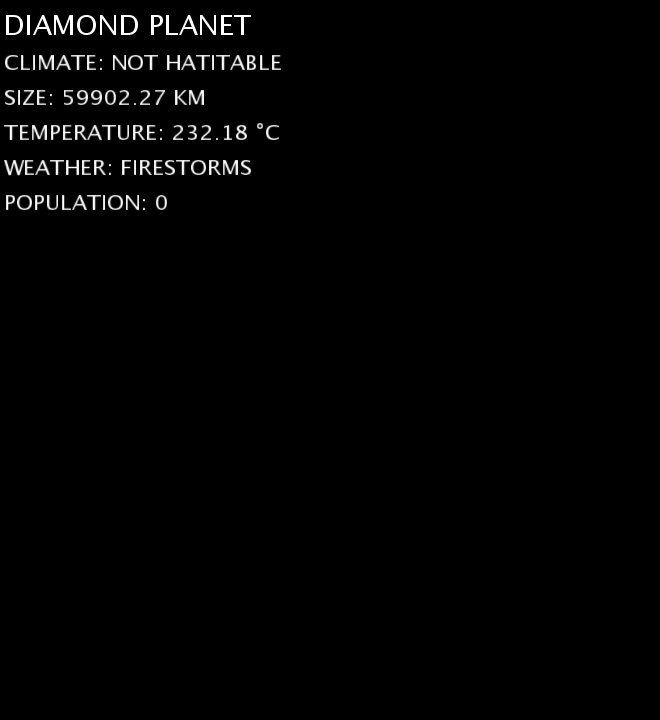 DIAMOND PLANET
CLIMATE: NOT HATITABLE
SIZE: 59902.27 KM
TEMPERATURE: 232.18 °C
WEATHER: FIRESTORMS
POPULATION: 0